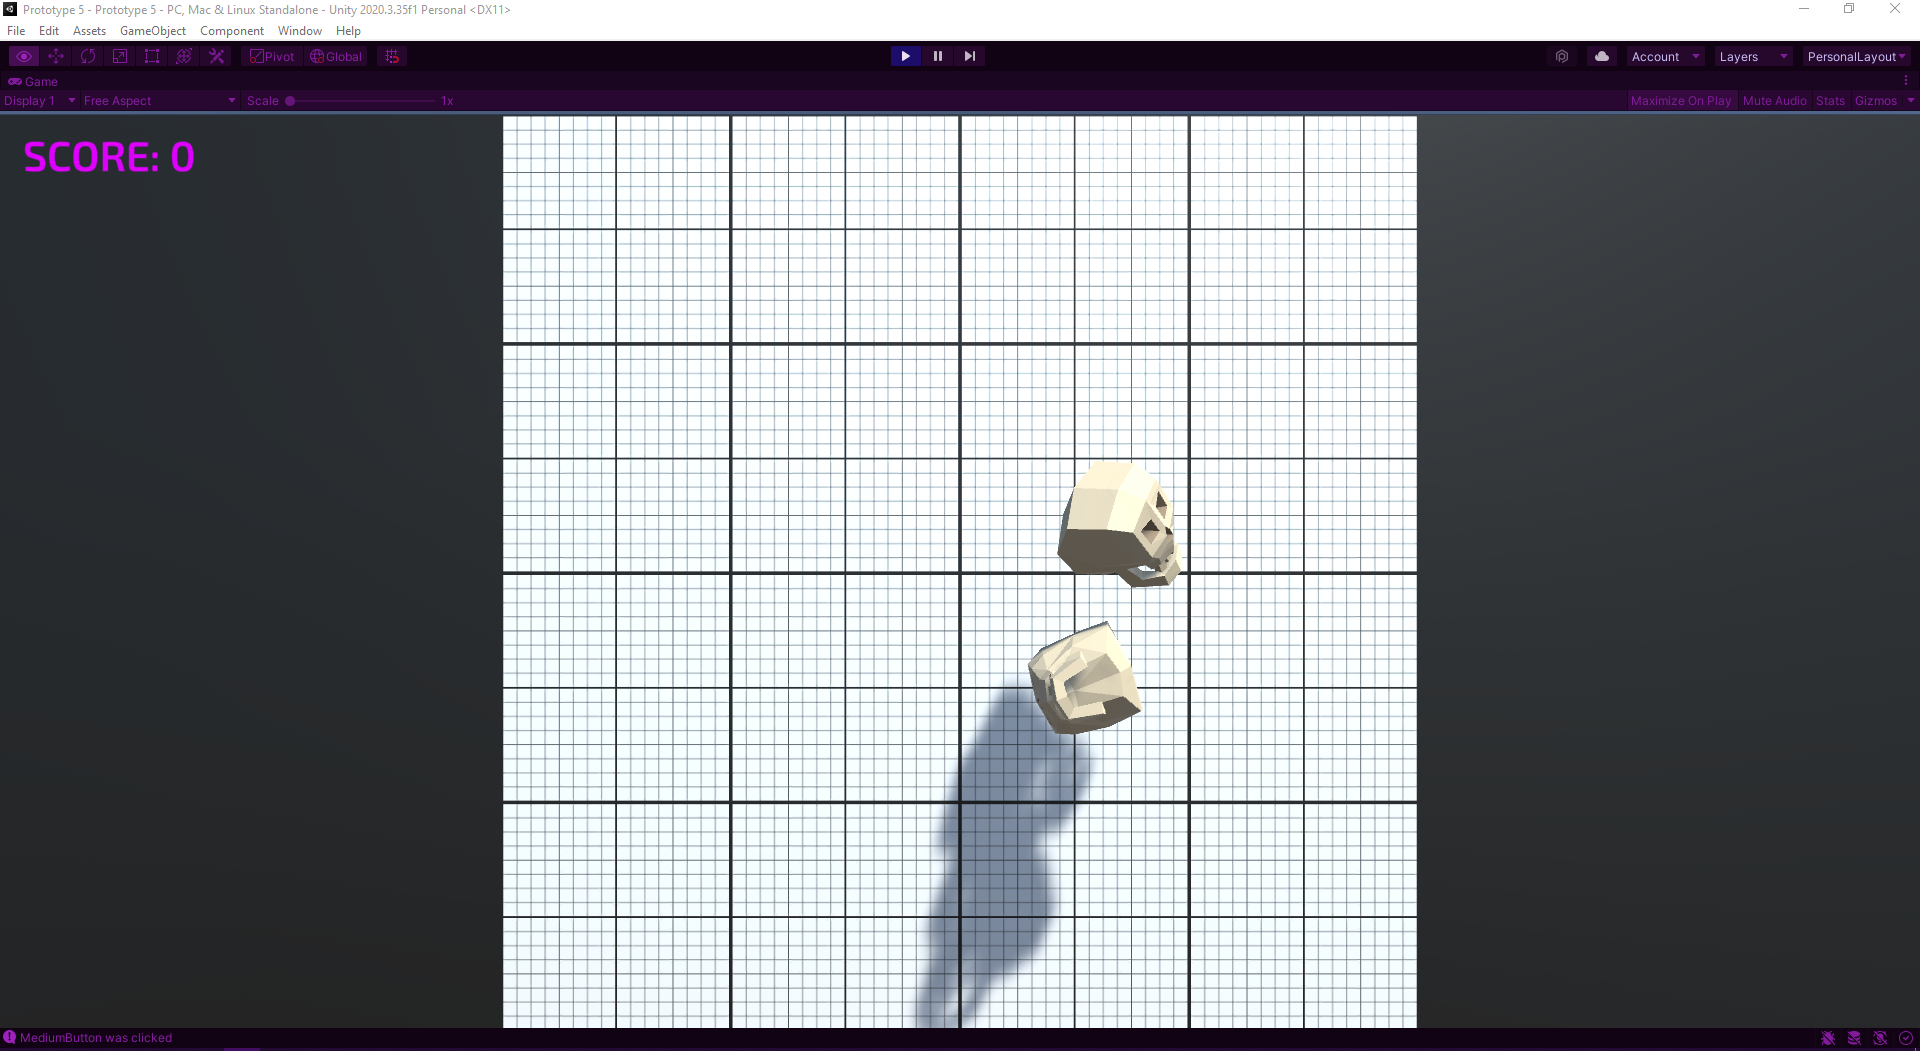 Prototype 5 - Prototype 5 - PC, Mac & Linux Standalone - Unity 2020.3.35f1 Personal <DX11>
File Edit Assets GameObject Component Window Help
Pivot Global Account Layers PersonalLayout
Game
Display 1 Free Aspect Scale 1x Maximize On Play Mute Audio Stats Gizmos
SCORE: 0
MediumButton was clicked